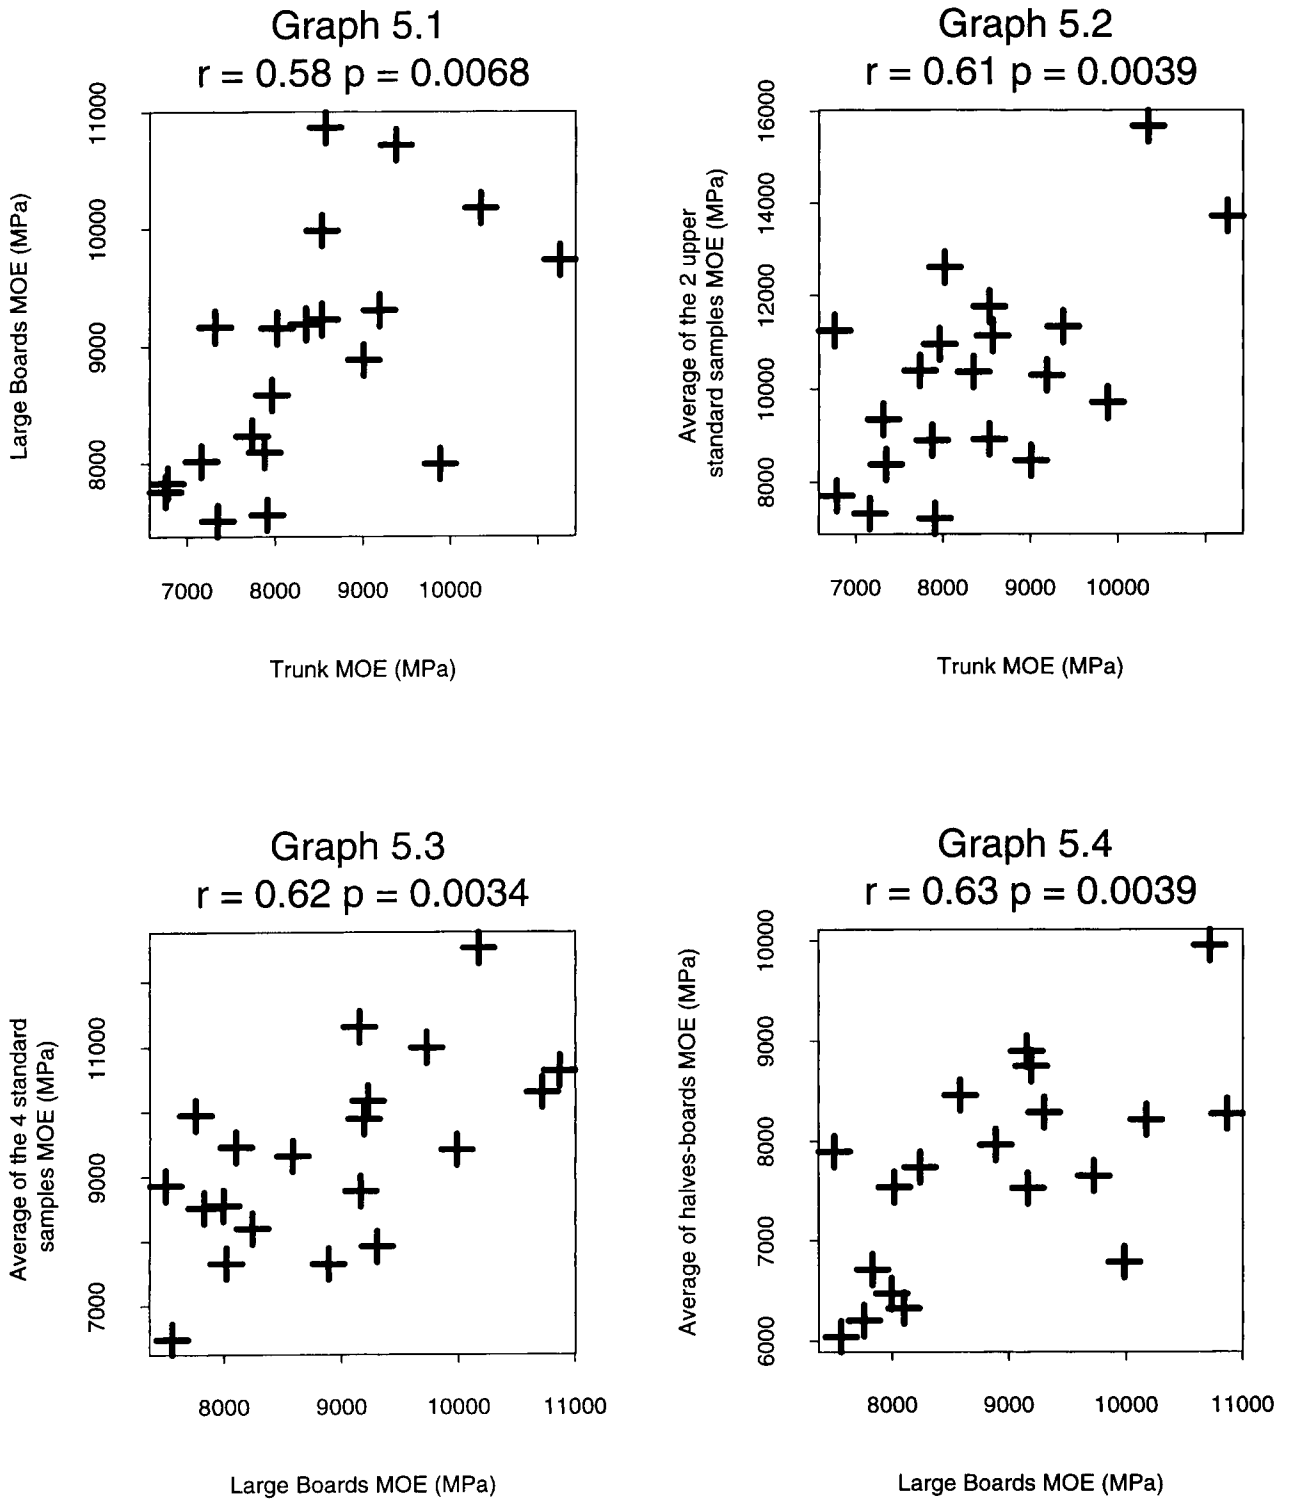 Graph 5.1
r = 0.58 p = 0.0068
Large Boards MOE (MPa)
11000
10000
9000
8000
7000 8000 9000 10000
Trunk MOE (MPa)
Graph 5.2
r = 0.61 p = 0.0039
Average of the 2 upper
standard samples MOE (MPa)
16000
14000
12000
10000
8000
7000 8000 9000 10000
Trunk MOE (MPa)
Graph 5.3
r = 0.62 p = 0.0034
Average of the 4 standard
samples MOE (MPa)
11000
9000
7000
8000 9000 10000 11000
Large Boards MOE (MPa)
Graph 5.4
r = 0.63 p = 0.0039
Average of halves-boards MOE (MPa)
10000
9000
8000
7000
6000
8000 9000 10000 11000
Large Boards MOE (MPa)